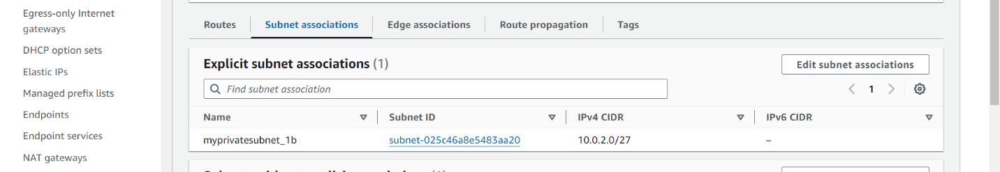 Egress-only Internet
gateways
DHCP option sets
Elastic IPs
Managed prefix lists
Endpoints
Endpoint services
NAT gateways
Routes
Subnet associations
Edge associations
Route propagation
Tags
Explicit subnet associations (1)
Edit subnet associations
Find subnet association
1
Name Subnet ID IPv4 CIDR IPv6 CIDR
myprivatesubnet_1b subnet-025c46a8e5483aa20 10.0.2.0/27 –